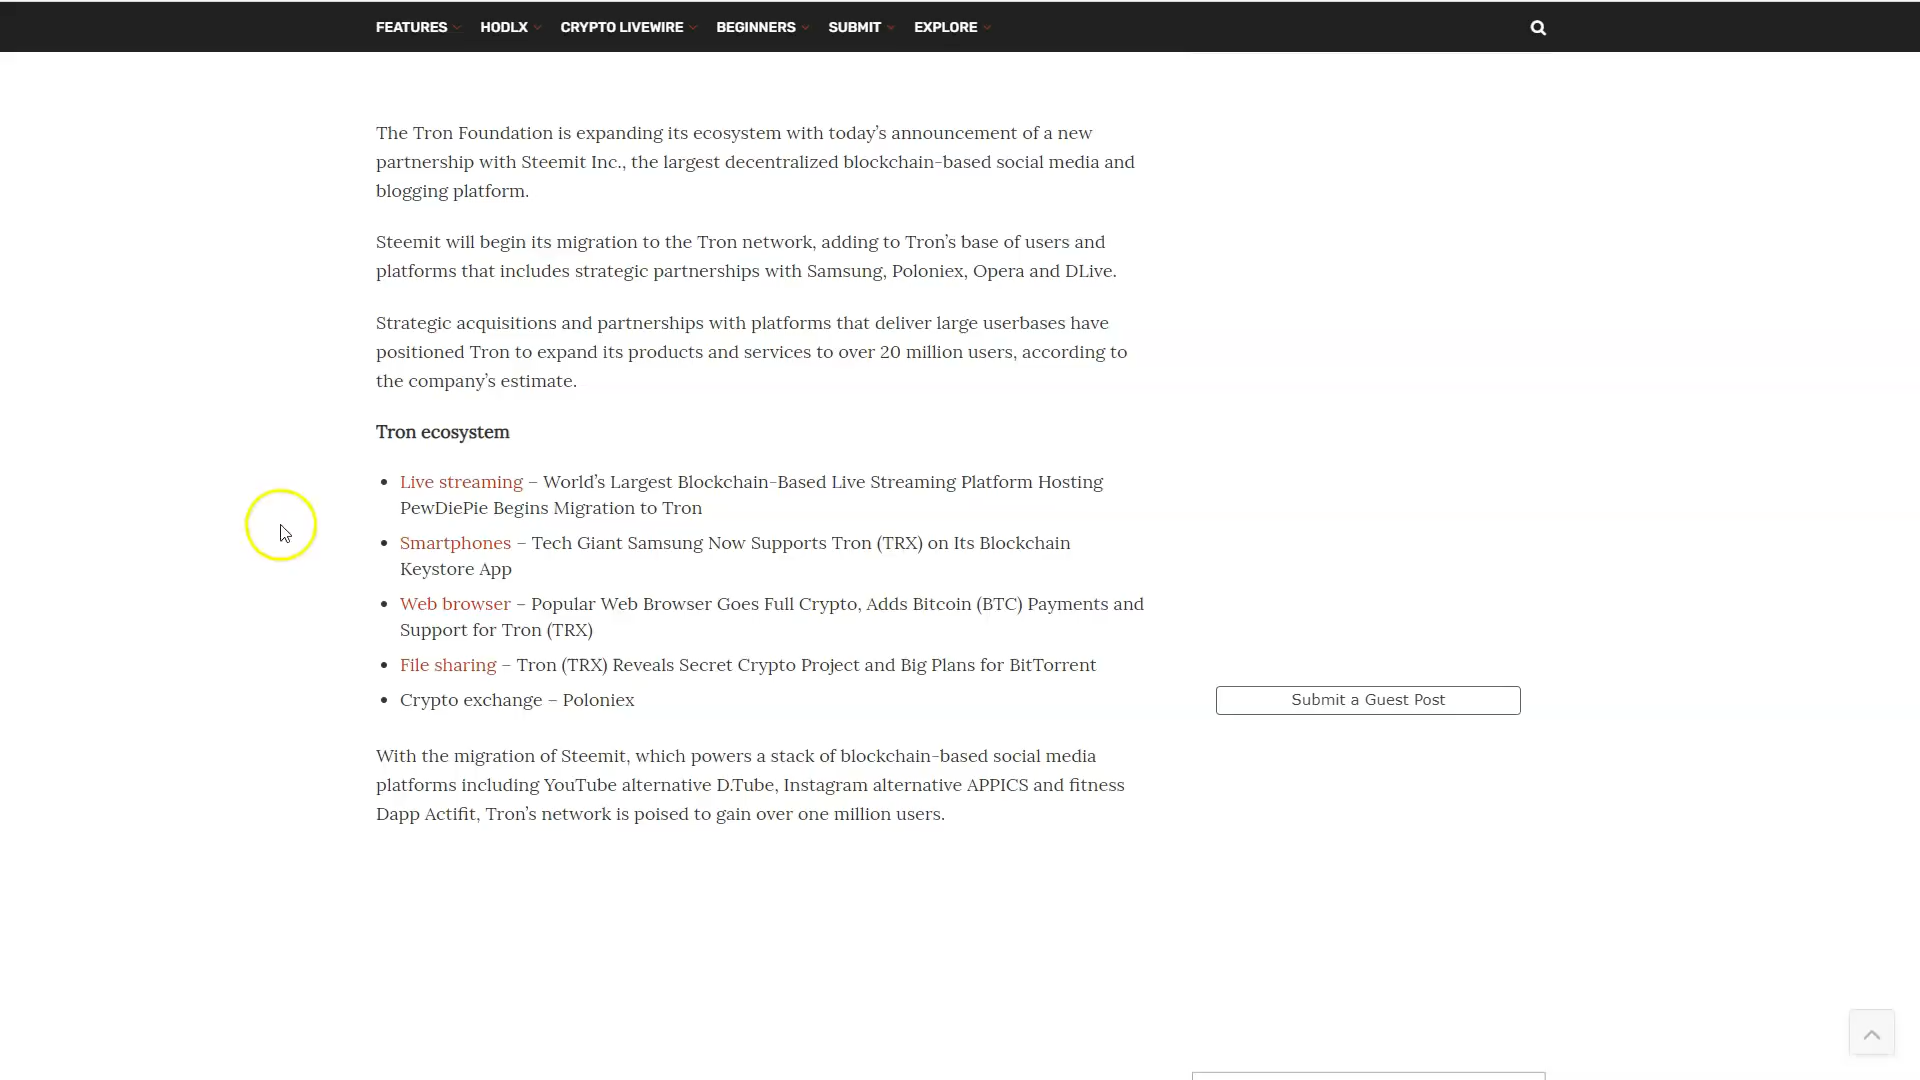 FEATURES HODLX CRYPTO LIVEWIRE BEGINNERS SUBMIT EXPLORE
The Tron Foundation is expanding its ecosystem with today’s announcement of a new
partnership with Steemit Inc., the largest decentralized blockchain-based social media and
blogging platform.
Steemit will begin its migration to the Tron network, adding to Tron’s base of users and
platforms that includes strategic partnerships with Samsung, Poloniex, Opera and DLive.
Strategic acquisitions and partnerships with platforms that deliver large userbases have
positioned Tron to expand its products and services to over 20 million users, according to
the company’s estimate.
Tron ecosystem
• Live streaming – World’s Largest Blockchain-Based Live Streaming Platform Hosting
PewDiePie Begins Migration to Tron
• Smartphones – Tech Giant Samsung Now Supports Tron (TRX) on Its Blockchain
Keystore App
• Web browser – Popular Web Browser Goes Full Crypto, Adds Bitcoin (BTC) Payments and
Support for Tron (TRX)
• File sharing – Tron (TRX) Reveals Secret Crypto Project and Big Plans for BitTorrent
• Crypto exchange – Poloniex
With the migration of Steemit, which powers a stack of blockchain-based social media
platforms including YouTube alternative D.Tube, Instagram alternative APPICS and fitness
Dapp Actifit, Tron’s network is poised to gain over one million users.
Submit a Guest Post